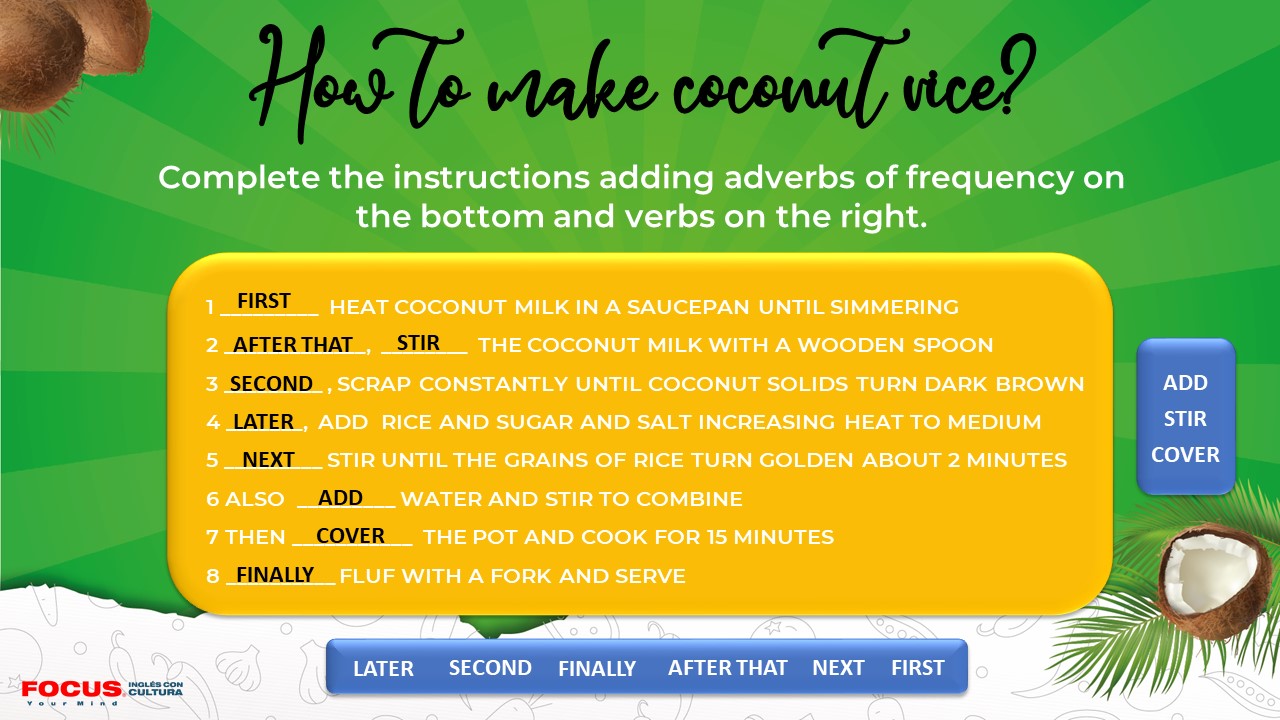 How to make coconut rice?
Complete the instructions adding adverbs of frequency on
the bottom and verbs on the right.
1 FIRST HEAT COCONUT MILK IN A SAUCEPAN UNTIL SIMMERING
2 AFTER THAT, STIR THE COCONUT MILK WITH A WOODEN SPOON
3 SECOND, SCRAP CONSTANTLY UNTIL COCONUT SOLIDS TURN DARK BROWN
4 LATER, ADD RICE AND SUGAR AND SALT INCREASING HEAT TO MEDIUM
5 NEXT STIR UNTIL THE GRAINS OF RICE TURN GOLDEN ABOUT 2 MINUTES
6 ALSO ADD WATER AND STIR TO COMBINE
7 THEN COVER THE POT AND COOK FOR 15 MINUTES
8 FINALLY FLUF WITH A FORK AND SERVE
ADD
STIR
COVER
LATER SECOND FINALLY AFTER THAT NEXT FIRST
FOCUS INGLÉS CON
CULTURA
Your Mind